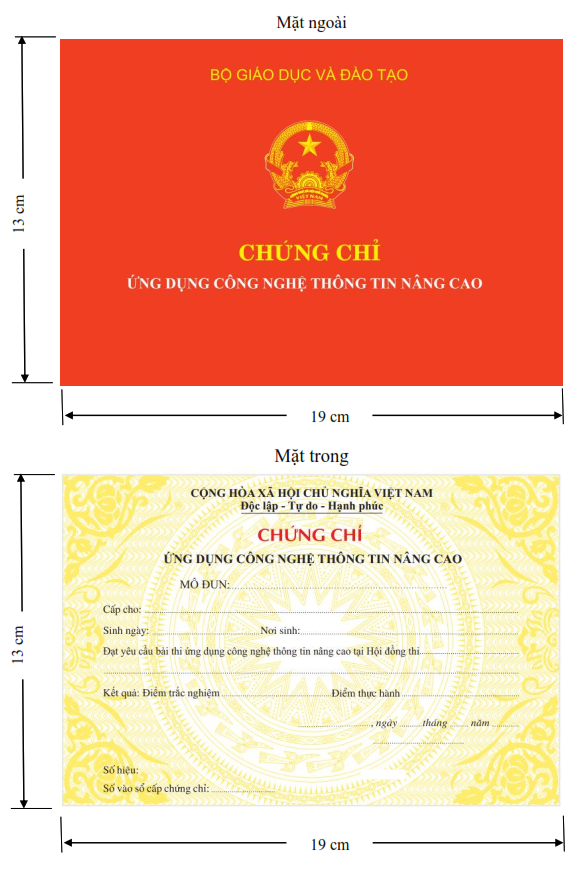 Mặt ngoài
BỘ GIÁO DỤC VÀ ĐÀO TẠO
VIỆT NAM
CHỨNG CHỈ
ỨNG DỤNG CÔNG NGHỆ THÔNG TIN NÂNG CAO
13 cm
19 cm
Mặt trong
CỘNG HÒA XÃ HỘI CHỦ NGHĨA VIỆT NAM
Độc lập - Tự do - Hạnh phúc
CHỨNG CHỈ
ỨNG DỤNG CÔNG NGHỆ THÔNG TIN NÂNG CAO
MÔ ĐUN:
Cấp cho:
Sinh ngày: Nơi sinh:
Đạt yêu cầu bài thi ứng dụng công nghệ thông tin nâng cao tại Hội đồng thi
Kết quả: Điểm trắc nghiệm Điểm thực hành
, ngày tháng năm
Số hiệu:
Số vào sổ cấp chứng chỉ:
13 cm
19 cm